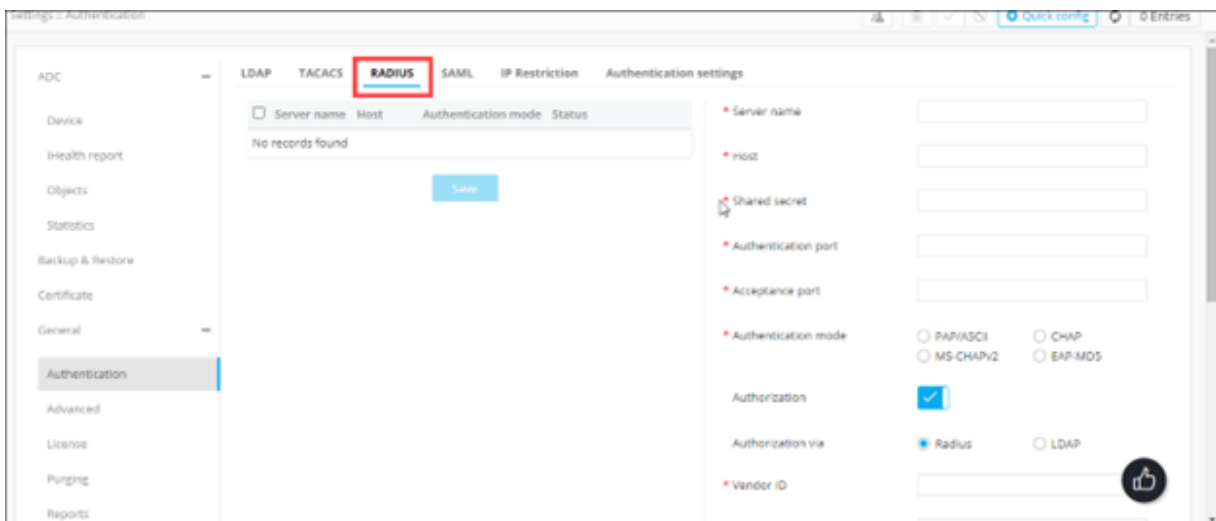 Settings :: Authentication
Quick config
0 Entries
ADC
Device
iHealth report
Objects
Statistics
Backup & Restore
Certificate
General
Authentication
Advanced
License
Purging
Reports
LDAP TACACS RADIUS SAML IP Restriction Authentication settings
Server name Host Authentication mode Status
No records found
Save
* Server name
* Host
* Shared secret
* Authentication port
* Acceptance port
* Authentication mode
PAP/ASCII CHAP
MS-CHAPv2 EAP-MD5
Authorization
Authorization via
Radius LDAP
* Vendor ID